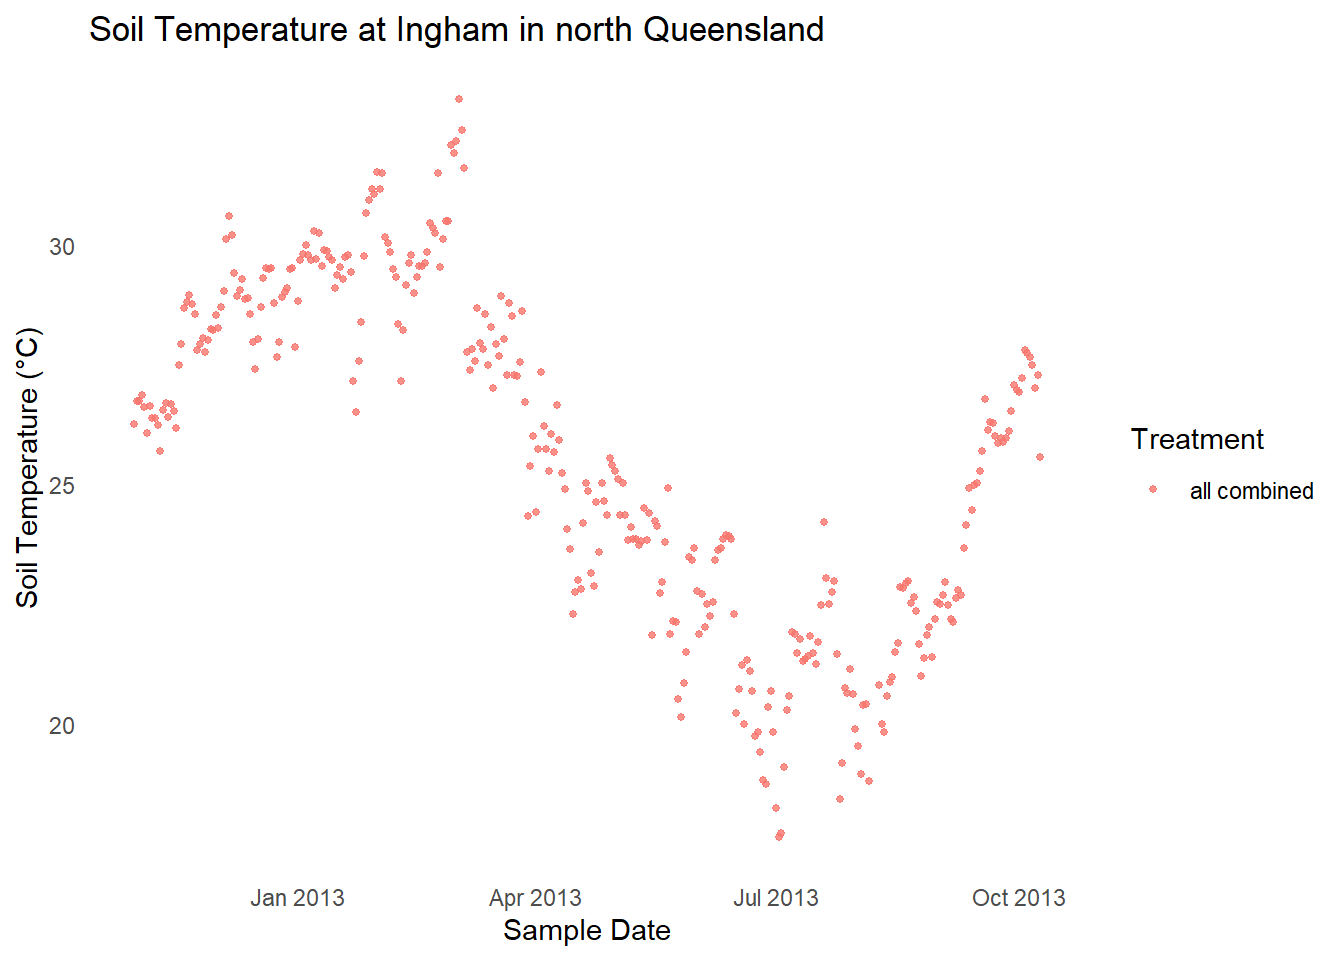 Soil Temperature at Ingham in north Queensland
Soil Temperature (°C)
30
25
20
Jan 2013
Apr 2013
Jul 2013
Oct 2013
Sample Date
Treatment
all combined